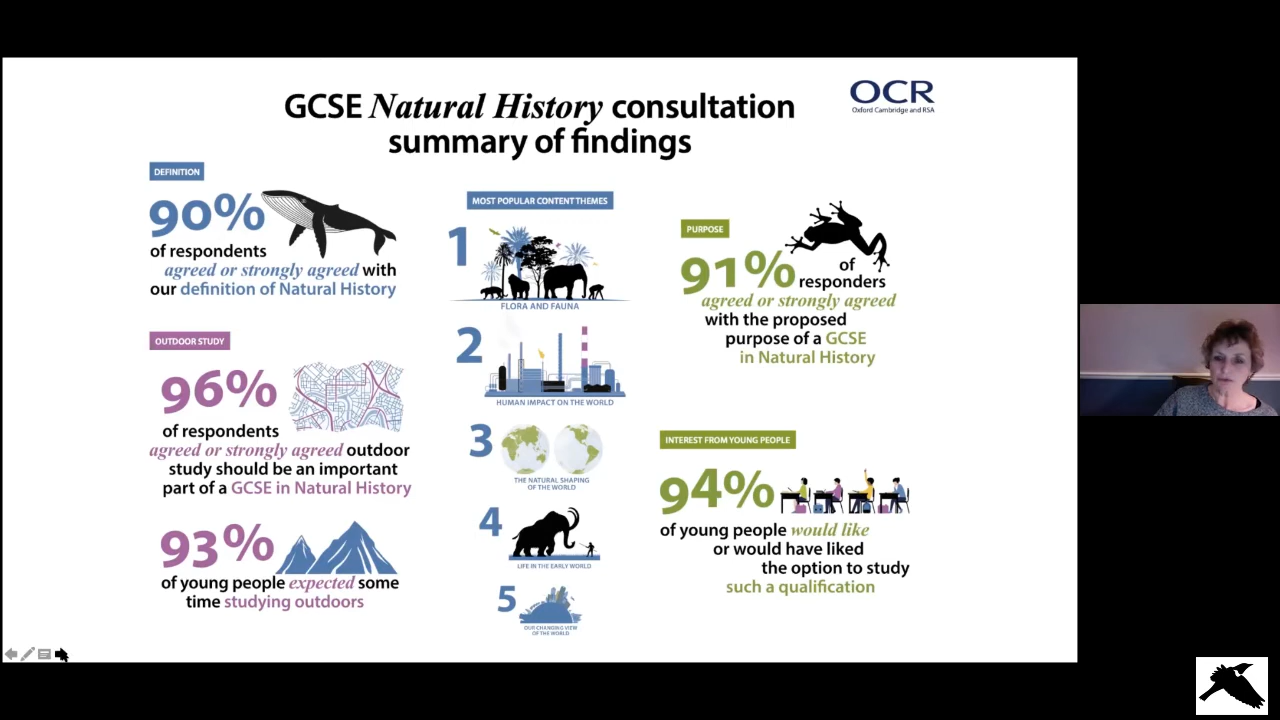 GCSE Natural History consultation
summary of findings
OCR
Oxford Cambridge and RSA
DEFINITION
90%
of respondents
agreed or strongly agreed with
our definition of Natural History
OUTDOOR STUDY
96%
of respondents
agreed or strongly agreed outdoor
study should be an important
part of a GCSE in Natural History
93%
of young people expected some
time studying outdoors
MOST POPULAR CONTENT THEMES
1
FLORA AND FAUNA
2
HUMAN IMPACT ON THE WORLD
3
THE NATURAL SHAPING
OF THE WORLD
4
LIFE IN THE EARLY WORLD
5
OUR CHANGING VIEW
OF THE WORLD
PURPOSE
91% of
responders
agreed or strongly agreed
with the proposed
purpose of a GCSE
in Natural History
INTEREST FROM YOUNG PEOPLE
94%
of young people would like
or would have liked
the option to study
such a qualification